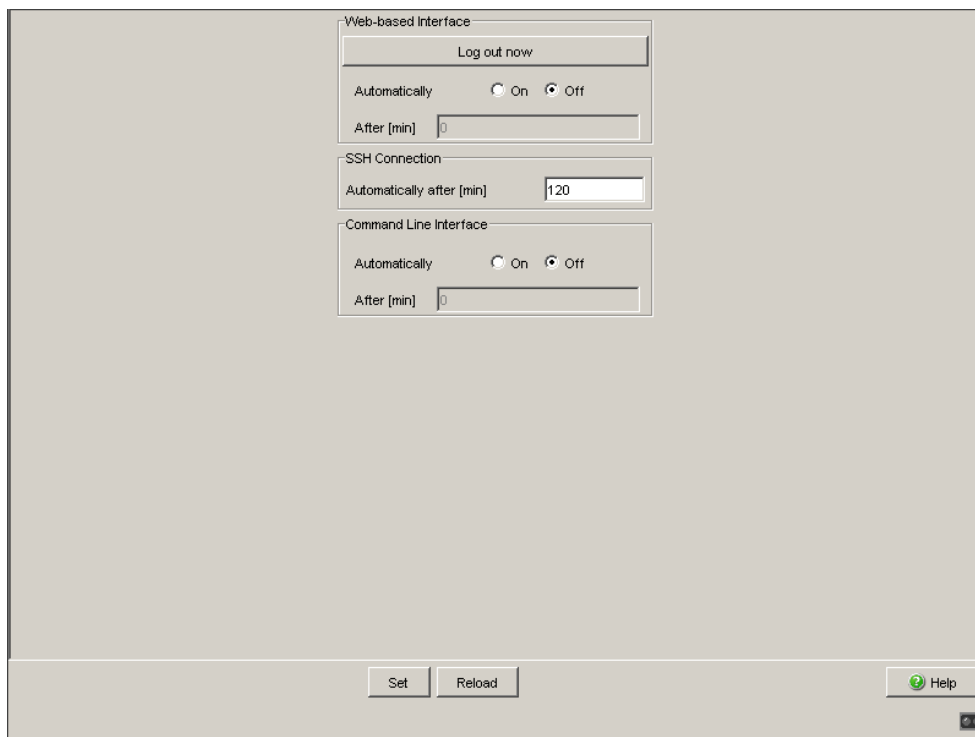 Web-based Interface
Log out now
Automatically On Off
After [min] 0
SSH Connection
Automatically after [min] 120
Command Line Interface
Automatically On Off
After [min] 0
Set Reload Help